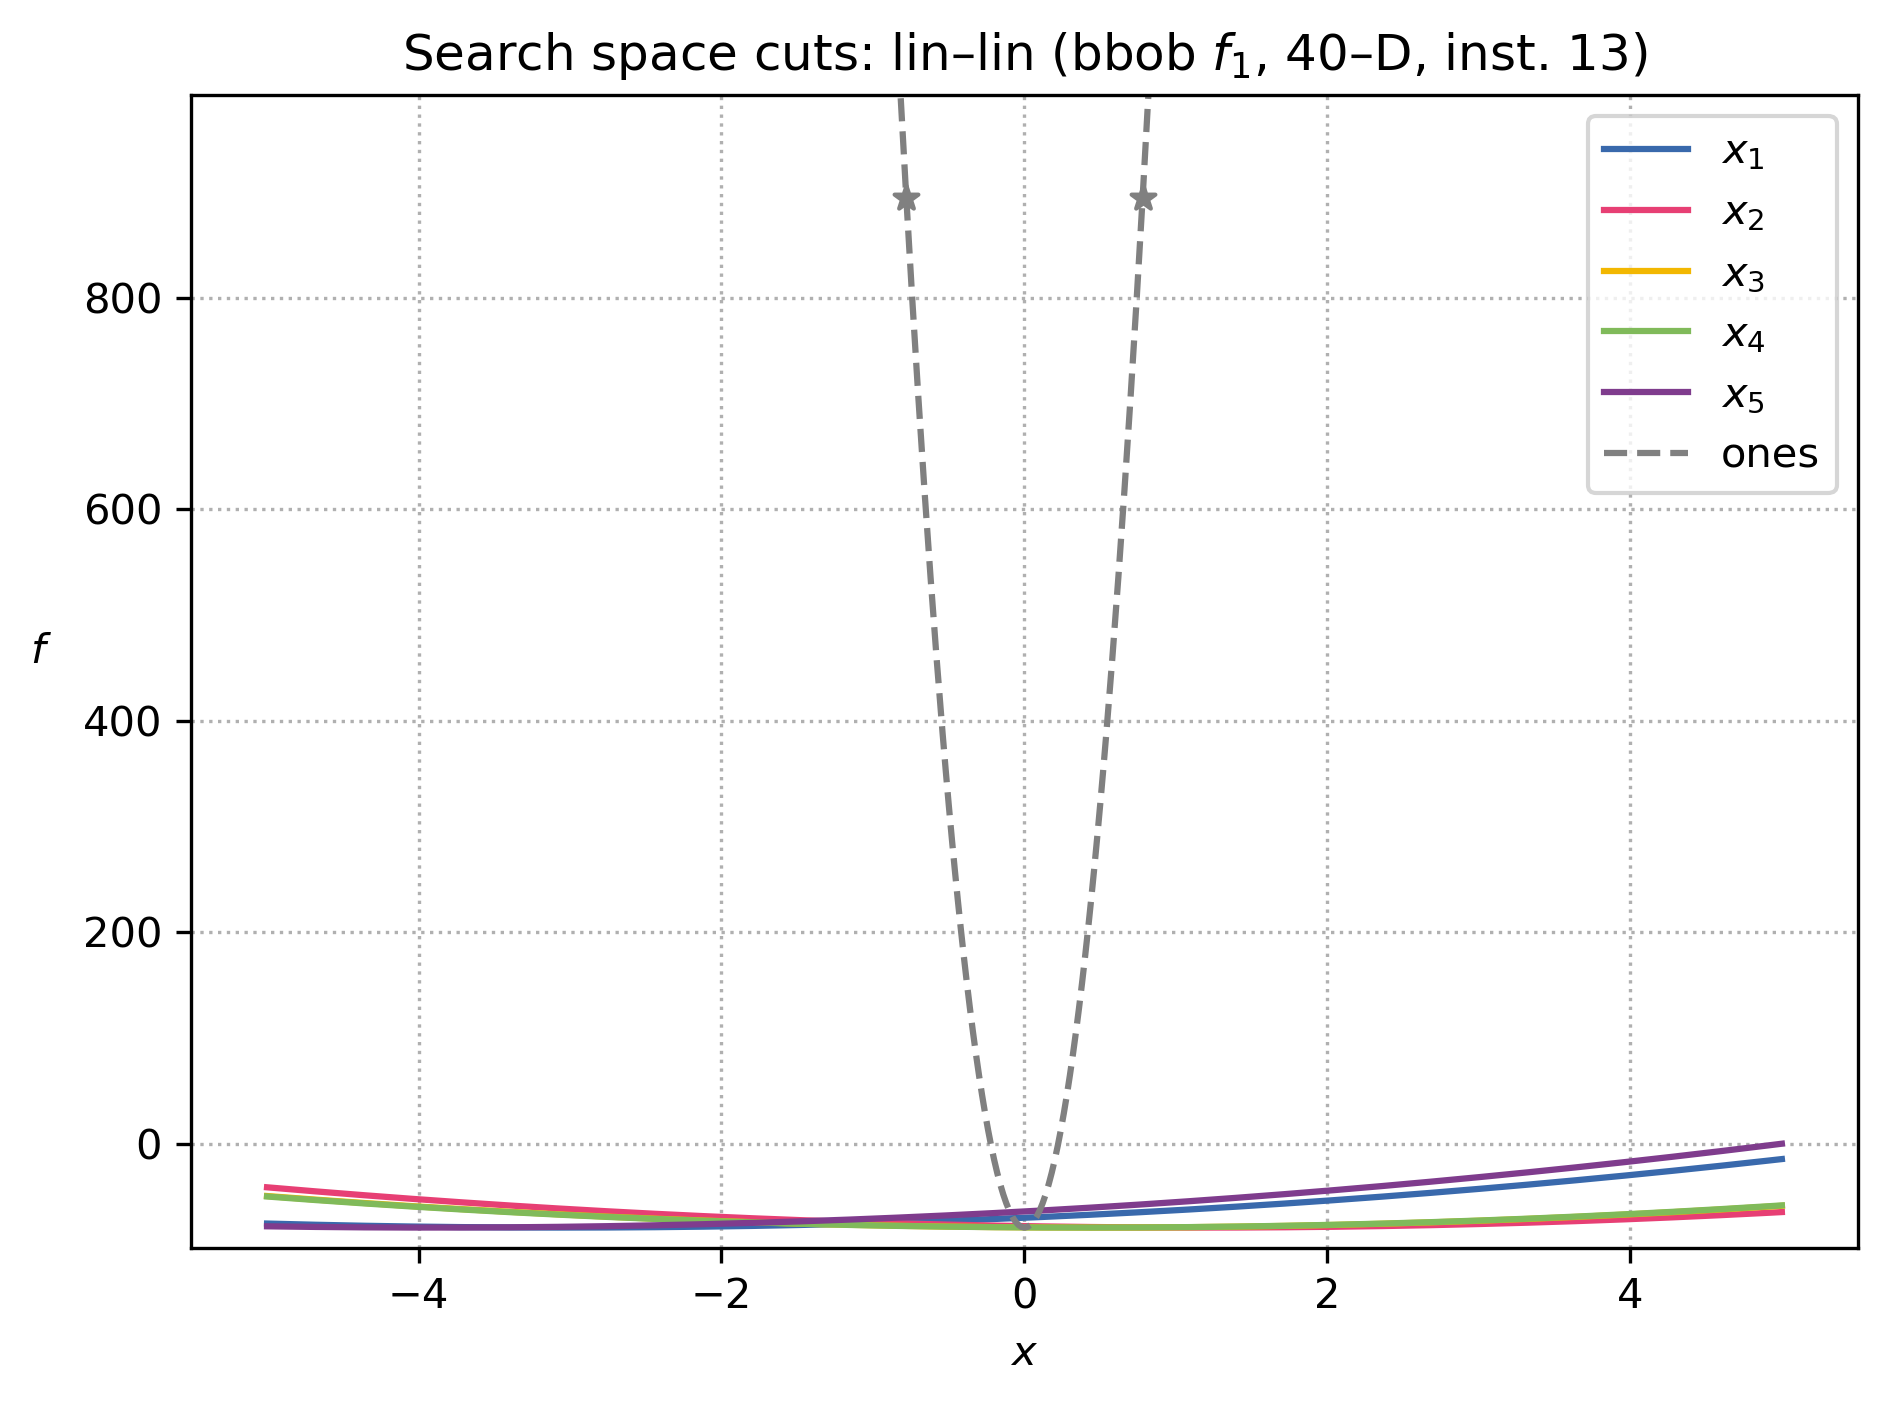 Search space cuts: lin–lin (bbob f₁, 40–D, inst. 13)
x₁
x₂
x₃
x₄
x₅
ones
800
600
400
200
0
f
−4 −2 0 2 4
x